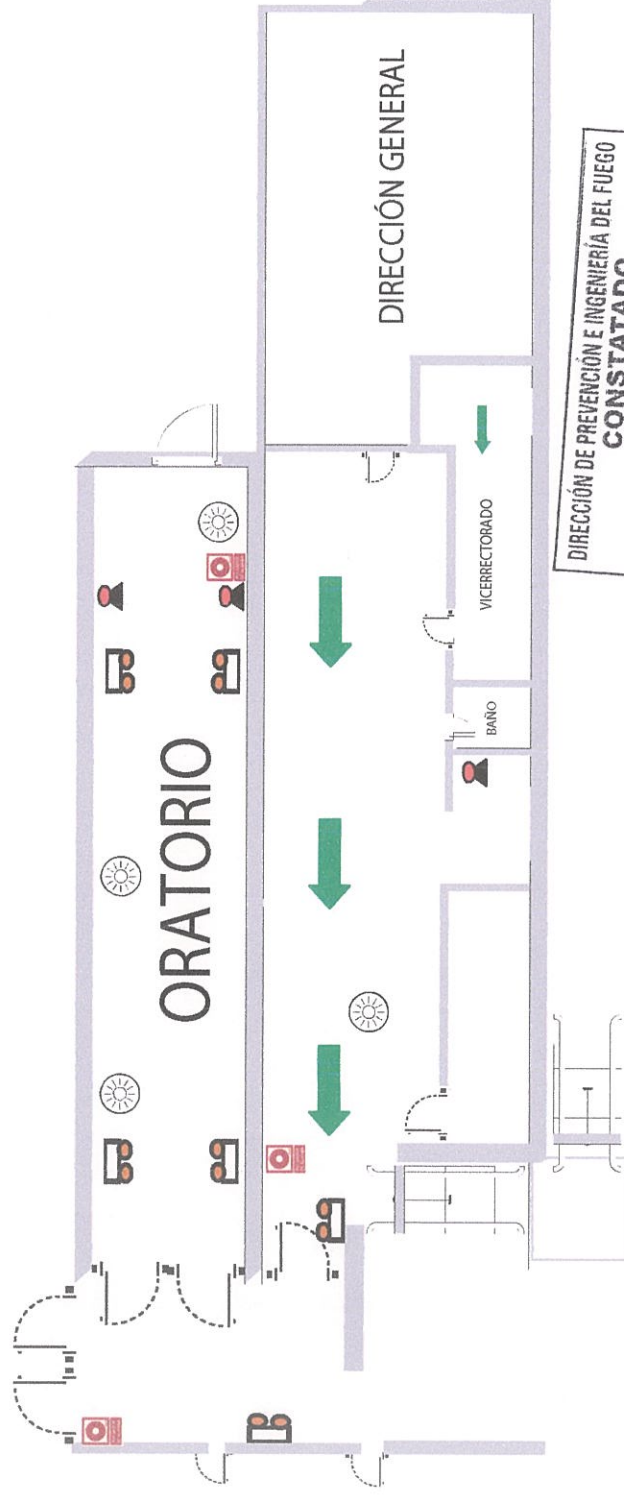 ORATORIO
DIRECCIÓN GENERAL
VICERRECTORADO
BAÑO
DIRECCIÓN DE PREVENCIÓN E INGENIERÍA DEL FUEGO
CONSTATADO